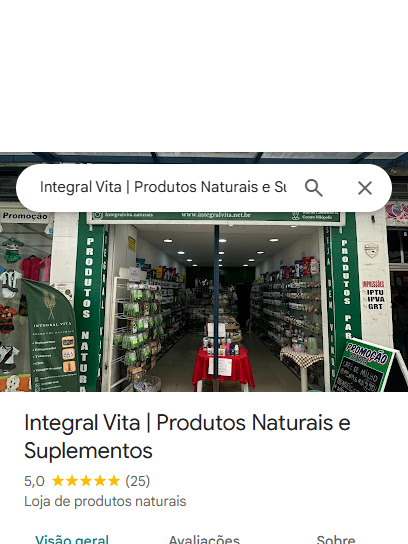 Integral Vita | Produtos Naturais e Su
Promoção
integralvita.naturais
www.integralvita.net.br
PRODUTOS NATURA
INTEGRAL VITA
SEJA BEM VINDO
PRODUTOS PAR
IMPRESSÕES
IPTU
IPVA
GRT
PROMOÇÃO
Integral Vita | Produtos Naturais e
Suplementos
5,0 ★★★★★ (25)
Loja de produtos naturais
Visão geral Avaliações Sobre